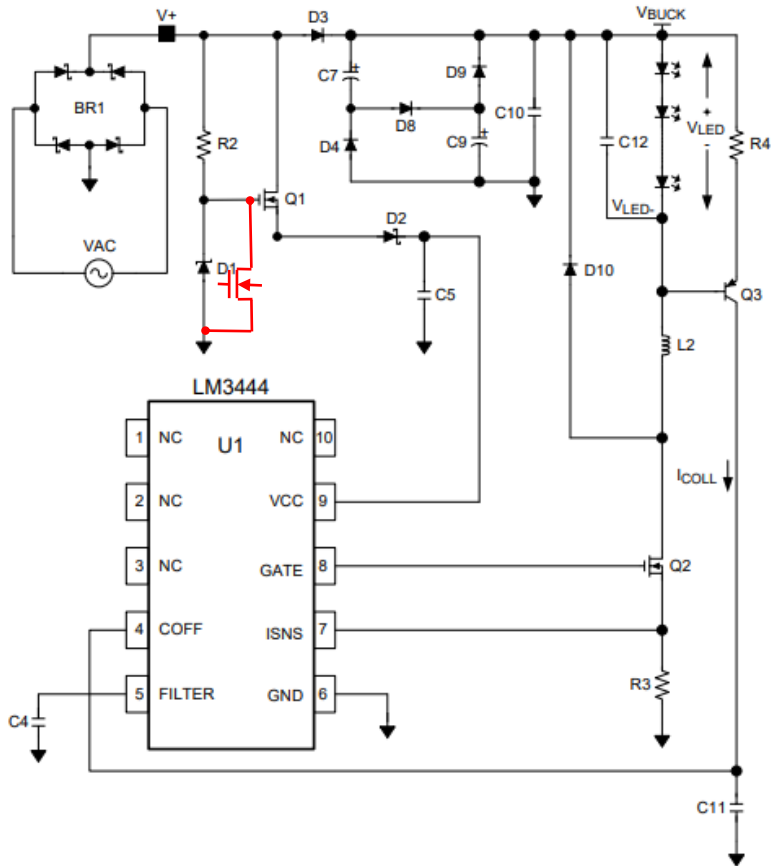 V+
D3
VBUCK
BR1
C7
D9
D8
D4
C9
C10
C12
VLED
+
-
R4
R2
Q1
VLED-
VAC
D1
D2
C5
D10
Q3
L2
LM3444
U1
1 NC
NC 10
2 NC
VCC 9
ICOLL
3 NC
GATE 8
Q2
4 COFF
ISNS 7
5 FILTER
GND 6
R3
C4
C11